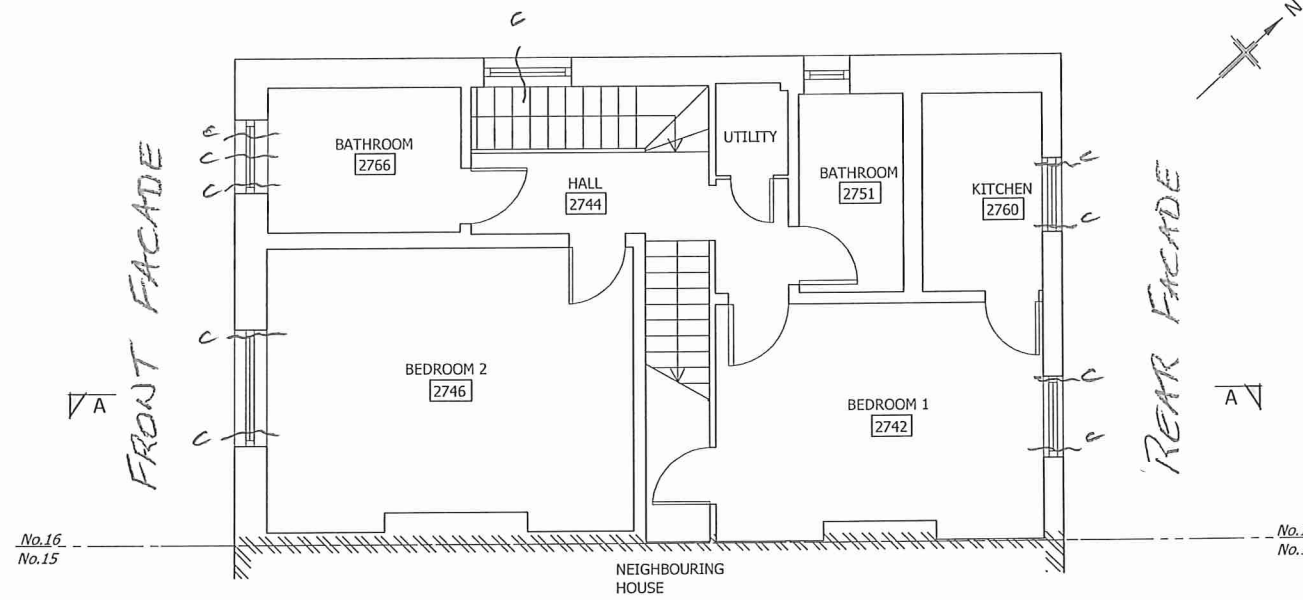 c
N
BATHROOM
2766
UTILITY
BATHROOM
2751
HALL
2744
KITCHEN
2760
c
c
c
c
c
FRONT FACADE
REAR FACADE
BEDROOM 2
2746
BEDROOM 1
2742
c
c
c
c
A
A
No.16
No.15
NEIGHBOURING
HOUSE